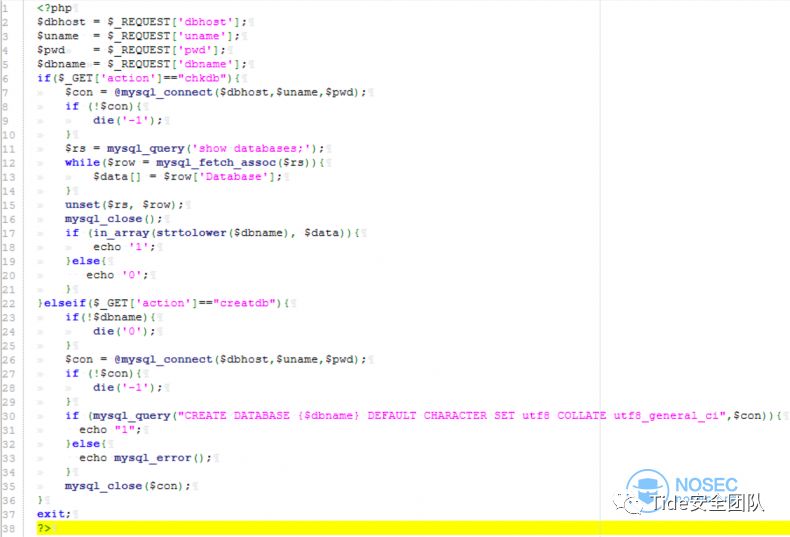 1 <?php
2 $dbhost = $_REQUEST['dbhost'];
3 $uname = $_REQUEST['uname'];
4 $pwd = $_REQUEST['pwd'];
5 $dbname = $_REQUEST['dbname'];
6 if($_GET['action']=="chkdb"){
7 $con = @mysql_connect($dbhost,$uname,$pwd);
8 if (!$con){
9 die('-1');
10 }
11 $rs = mysql_query('show databases;');
12 while($row = mysql_fetch_assoc($rs)){
13 $data[] = $row['Database'];
14 }
15 unset($rs, $row);
16 mysql_close();
17 if (in_array(strtolower($dbname), $data)){
18 echo '1';
19 }else{
20 echo '0';
21 }
22 }elseif($_GET['action']=="creatdb"){
23 if(!$dbname){
24 die('0');
25 }
26 $con = @mysql_connect($dbhost,$uname,$pwd);
27 if (!$con){
28 die('-1');
29 }
30 if (mysql_query("CREATE DATABASE {$dbname} DEFAULT CHARACTER SET utf8 COLLATE utf8_general_ci",$con)){
31 echo "1";
32 }else{
33 echo mysql_error();
34 }
35 mysql_close($con);
36 }
37 exit;
38 ?>
NOSEC
Tide安全团队